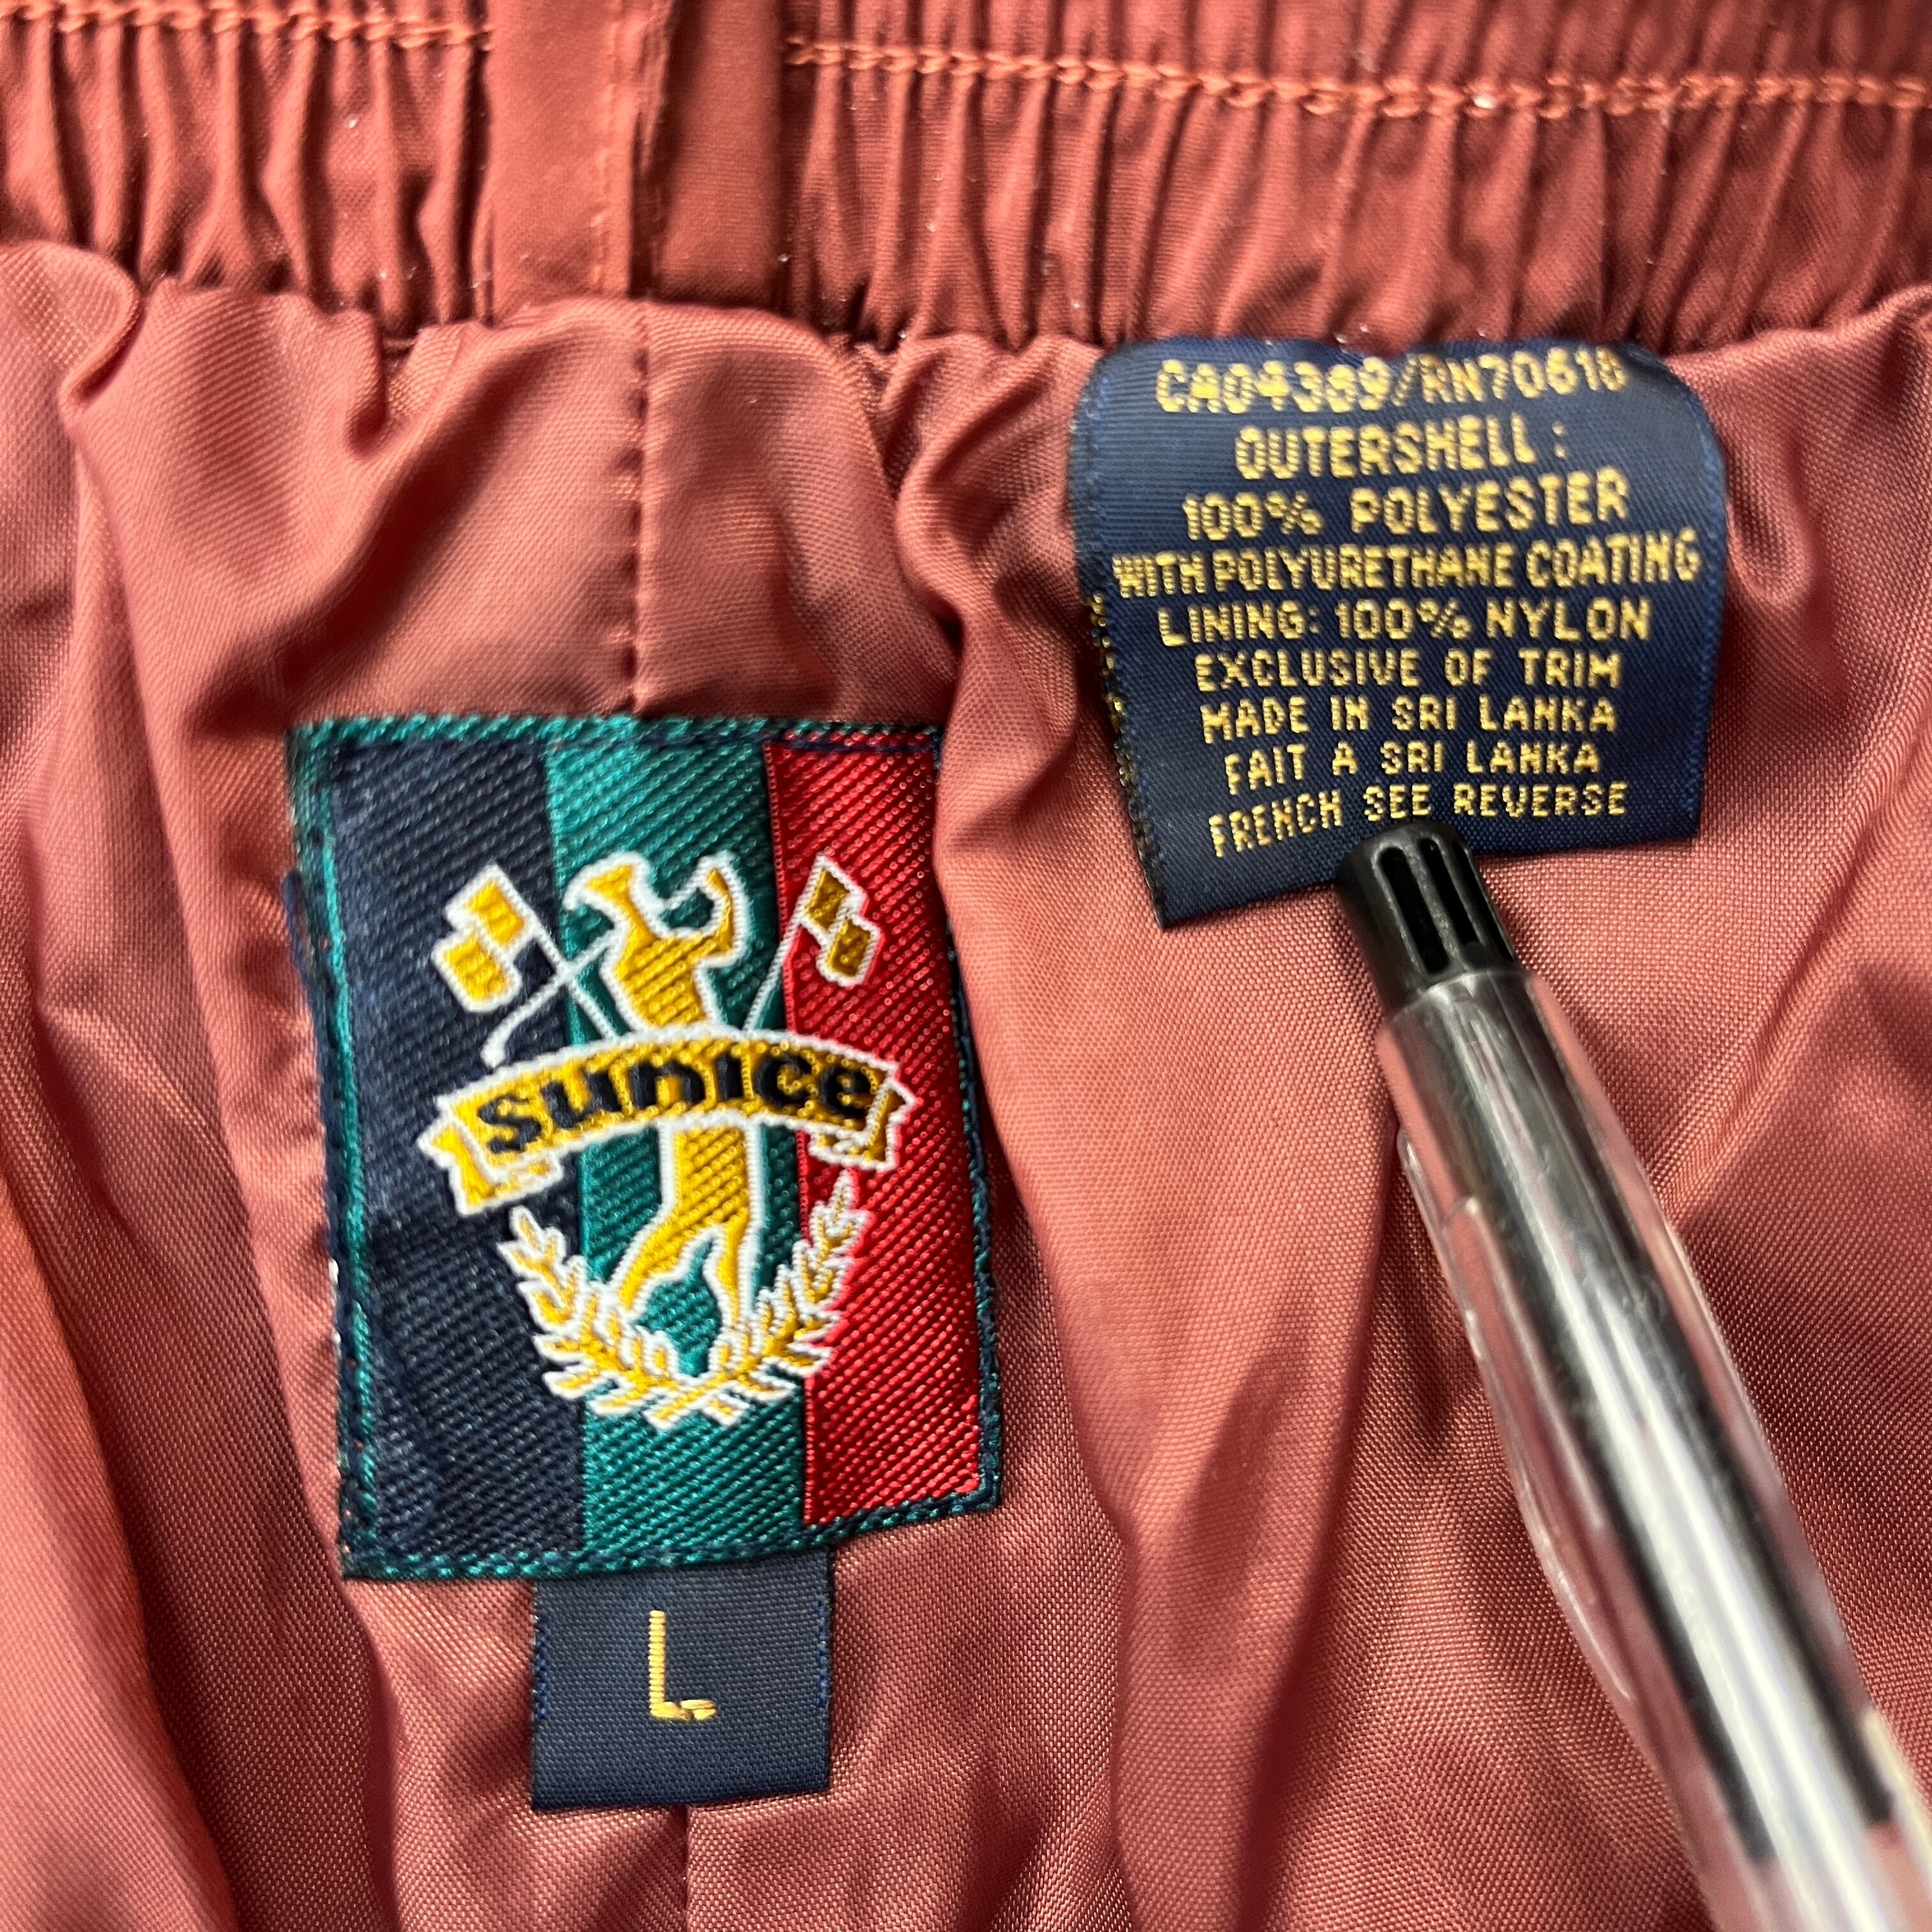 CA04369/RN70618
OUTERSHELL :
100% POLYESTER
WITH POLYURETHANE COATING
LINING: 100% NYLON
EXCLUSIVE OF TRIM
MADE IN SRI LANKA
FAIT A SRI LANKA
FRENCH SEE REVERSE
sunice
L